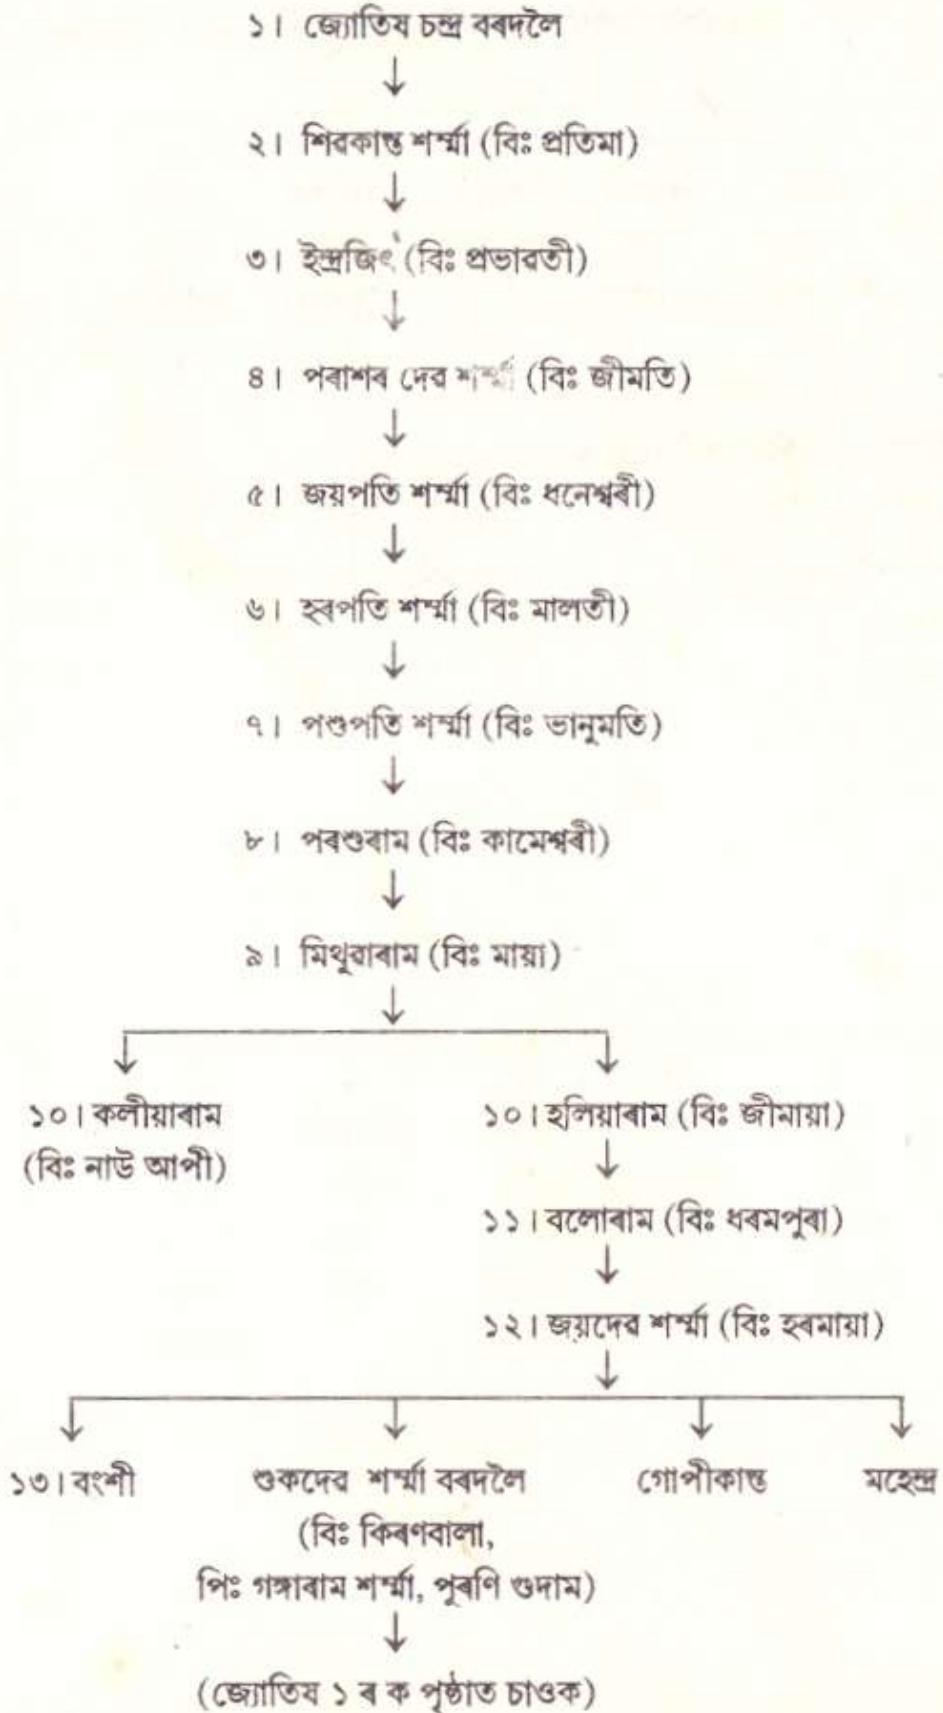 ১। জ্যোতিষ চন্দ্ৰ বৰদলৈ
২। শিৱকান্ত শৰ্ম্মা (বিঃ প্ৰতিমা)
৩। ইন্দ্ৰজিৎ (বিঃ প্ৰভাৱতী)
৪। পৰাশৰ দেৱ শৰ্ম্মা (বিঃ জীমতি)
৫। জয়পতি শৰ্ম্মা (বিঃ ধনেশ্বৰী)
৬। হৰপতি শৰ্ম্মা (বিঃ মালতী)
৭। পশুপতি শৰ্ম্মা (বিঃ ভানুমতি)
৮। পৰশুৰাম (বিঃ কামেশ্বৰী)
৯। মিথুৱাৰাম (বিঃ মায়া)
১০। কলীয়াৰাম
(বিঃ নাউ আপী)
১০। হলিয়াৰাম (বিঃ জীমায়া)
১১। বলোৰাম (বিঃ ধৰমপুৰা)
১২। জয়দেৱ শৰ্ম্মা (বিঃ হৰমায়া)
১৩। বংশী শুকদেৱ শৰ্ম্মা বৰদলৈ গোপীকান্ত মহেন্দ্ৰ
(বিঃ কিৰণবালা,
পিঃ গঙ্গাৰাম শৰ্ম্মা, পুৰণি গুদাম)
(জ্যোতিষ ১ ৰ ক পৃষ্ঠাত চাওক)